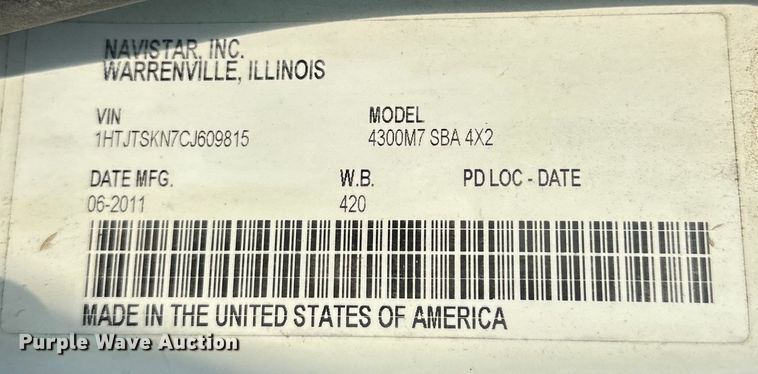 NAVISTAR, INC.
WARRENVILLE, ILLINOIS
VIN MODEL
1HTJTSKN7CJ609815 4300M7 SBA 4X2
DATE MFG. W.B. PD LOC - DATE
06-2011 420
MADE IN THE UNITED STATES OF AMERICA
Purple Wave Auction